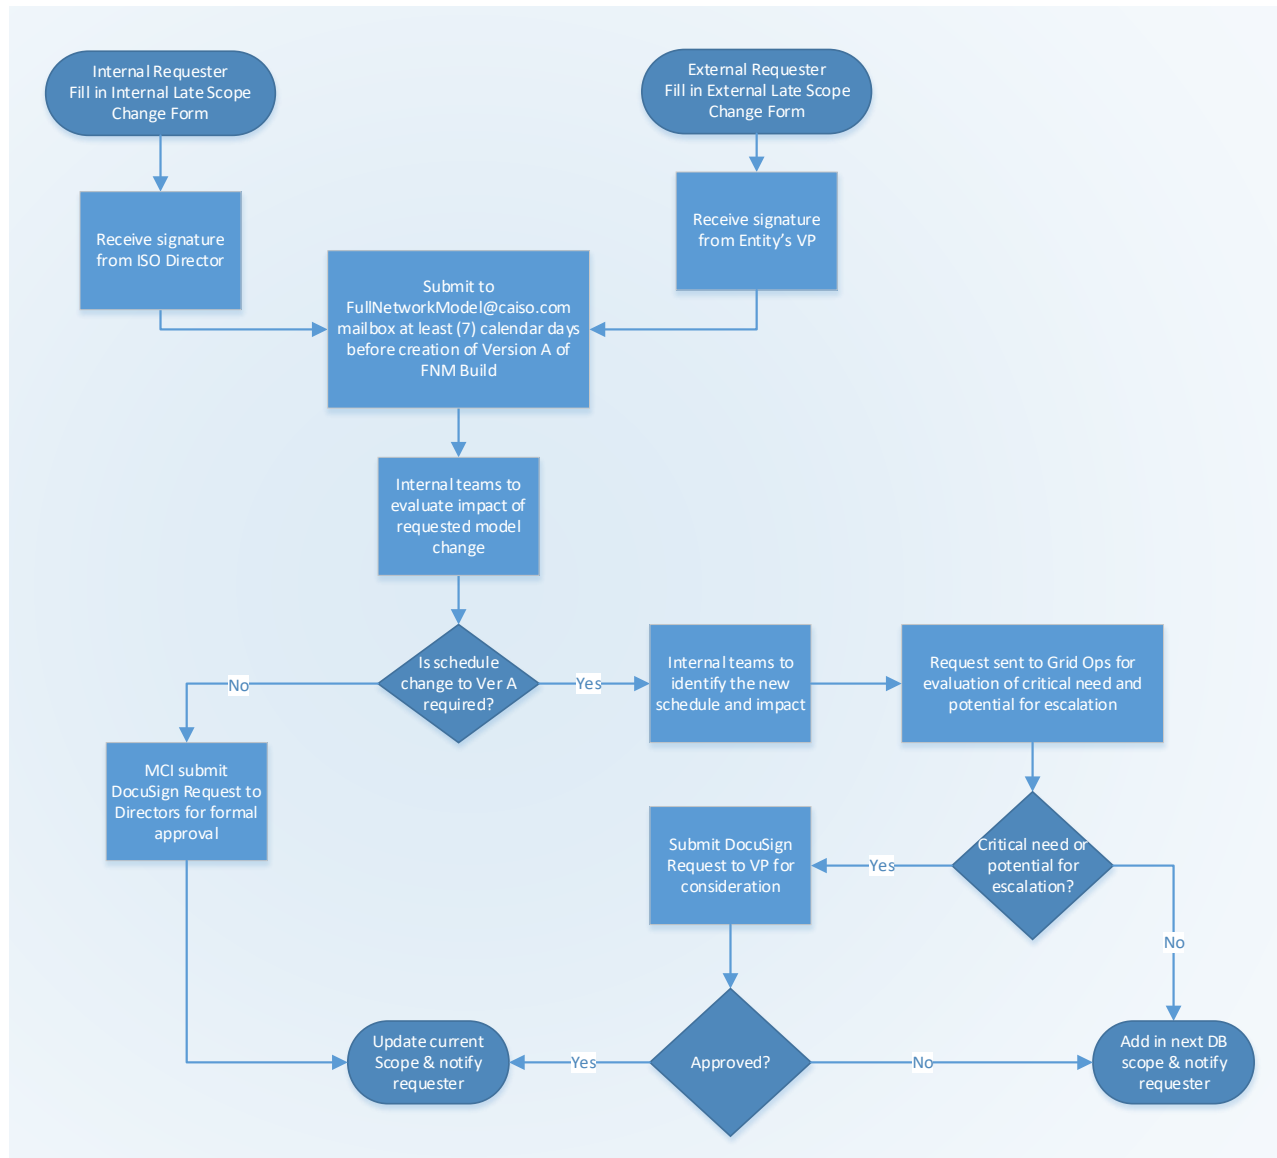 Internal Requester
Fill in Internal Late Scope
Change Form
External Requester
Fill in External Late Scope
Change Form
Receive signature
from ISO Director
Receive signature
from Entity's VP
Submit to
FullNetworkModel@caiso.com
mailbox at least (7) calendar days
before creation of Version A of
FNM Build
Internal teams to
evaluate impact of
requested model
change
Is schedule
change to Ver A
required?
No
Yes
Internal teams to
identify the new
schedule and impact
Request sent to Grid Ops for
evaluation of critical need and
potential for escalation
MCI submit
DocuSign Request to
Directors for formal
approval
Submit DocuSign
Request to VP for
consideration
Yes
Critical need or
potential for
escalation?
No
Update current
Scope & notify
requester
Yes
Approved?
No
Add in next DB
scope & notify
requester